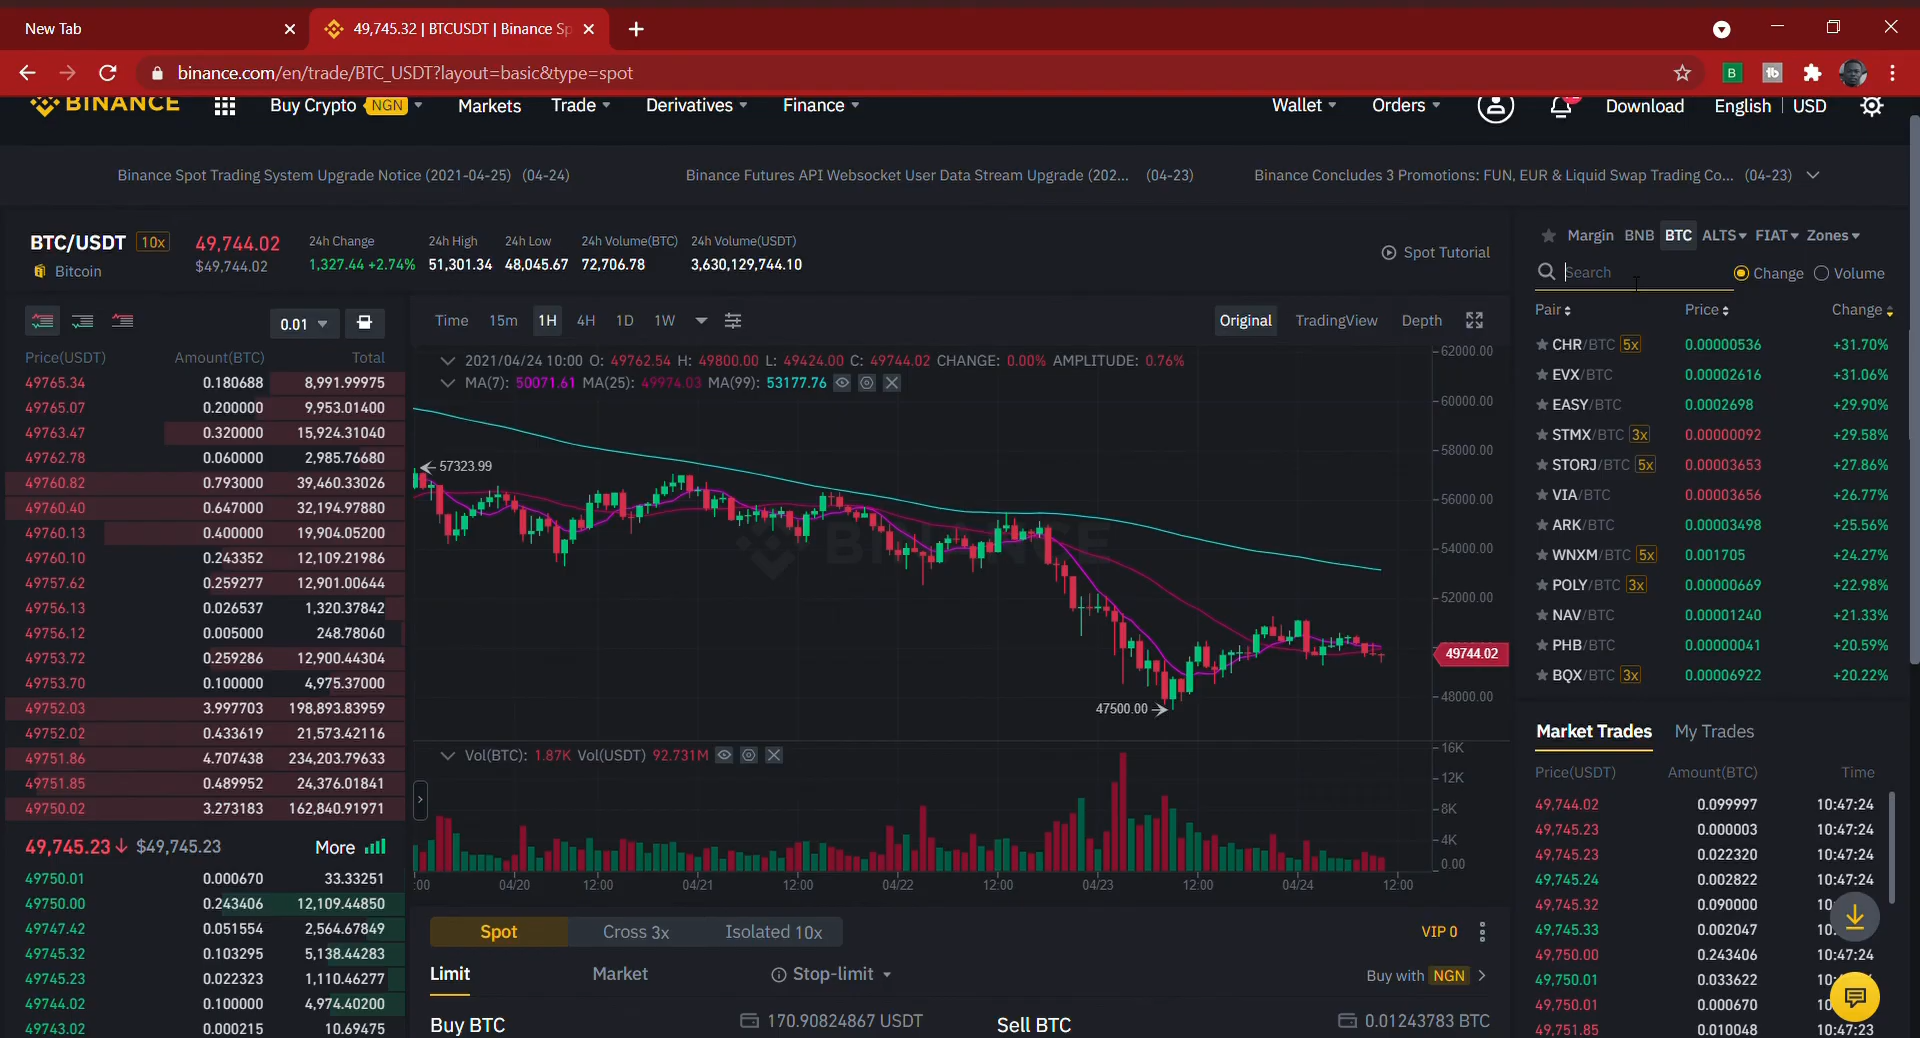 New Tab
49,745.32 | BTCUSDT | Binance Sp
binance.com/en/trade/BTC_USDT?layout=basic&type=spot
BINANCE Buy Crypto NGN Markets Trade Derivatives Finance Wallet Orders Download English USD
Binance Spot Trading System Upgrade Notice (2021-04-25) (04-24) Binance Futures API Websocket User Data Stream Upgrade (202... (04-23) Binance Concludes 3 Promotions: FUN, EUR & Liquid Swap Trading Co... (04-23)
BTC/USDT 10x
Bitcoin
49,744.02
$49,744.02
24h Change
1,327.44 +2.74%
24h High
51,301.34
24h Low
48,045.67
24h Volume(BTC)
72,706.78
24h Volume(USDT)
3,630,129,744.10
Spot Tutorial
0.01
Price(USDT) Amount(BTC) Total
49765.34 0.180688 8,991.99975
49765.07 0.200000 9,953.01400
49763.47 0.320000 15,924.31040
49762.78 0.060000 2,985.76680
49760.82 0.793000 39,460.33026
49760.40 0.647000 32,194.97880
49760.13 0.400000 19,904.05200
49760.10 0.243352 12,109.21986
49757.62 0.259277 12,901.00644
49756.13 0.026537 1,320.37842
49756.12 0.005000 248.78060
49753.72 0.259286 12,900.44304
49753.70 0.100000 4,975.37000
49752.03 3.997703 198,893.83959
49752.02 0.433619 21,573.42116
49751.86 4.707438 234,203.79633
49751.85 0.489952 24,376.01841
49750.02 3.273183 162,840.91971
49,745.23 $49,745.23 More
49750.01 0.000670 33.33251
49750.00 0.243406 12,109.44850
49747.42 0.051554 2,564.67849
49745.32 0.103295 5,138.44283
49745.23 0.022323 1,110.46277
49744.02 0.100000 4,974.40200
49743.02 0.000215 10.69475
Time 15m 1H 4H 1D 1W Original TradingView Depth
2021/04/24 10:00 O: 49762.54 H: 49800.00 L: 49424.00 C: 49744.02 CHANGE: 0.00% AMPLITUDE: 0.76%
MA(7): 50071.61 MA(25): 49974.03 MA(99): 53177.76
57323.99
BINANCE
47500.00
62000.00
60000.00
58000.00
56000.00
54000.00
52000.00
49744.02
48000.00
Vol(BTC): 1.87K Vol(USDT) 92.731M
16K
12K
8K
4K
0.00
:00 04/20 12:00 04/21 12:00 04/22 12:00 04/23 12:00 04/24 12:00
Spot Cross 3x Isolated 10x VIP 0
Limit Market Stop-limit Buy with NGN
Buy BTC 170.90824867 USDT Sell BTC 0.01243783 BTC
Margin BNB BTC ALTS FIAT Zones
Search Change Volume
Pair Price Change
CHR/BTC 5x 0.00000536 +31.70%
EVX/BTC 0.00002616 +31.06%
EASY/BTC 0.0002698 +29.90%
STMX/BTC 3x 0.00000092 +29.58%
STORJ/BTC 5x 0.00003653 +27.86%
VIA/BTC 0.00003656 +26.77%
ARK/BTC 0.00003498 +25.56%
WNXM/BTC 5x 0.001705 +24.27%
POLY/BTC 3x 0.00000669 +22.98%
NAV/BTC 0.00001240 +21.33%
PHB/BTC 0.00000041 +20.59%
BQX/BTC 3x 0.00006922 +20.22%
Market Trades My Trades
Price(USDT) Amount(BTC) Time
49,744.02 0.099997 10:47:24
49,745.23 0.000003 10:47:24
49,745.23 0.022320 10:47:24
49,745.24 0.002822 10:47:24
49,745.32 0.090000 10:
49,745.33 0.002047 10:
49,750.00 0.243406 10:47:24
49,750.01 0.033622 10:
49,750.01 0.000670 10:
49,751.85 0.010048 10:47:23